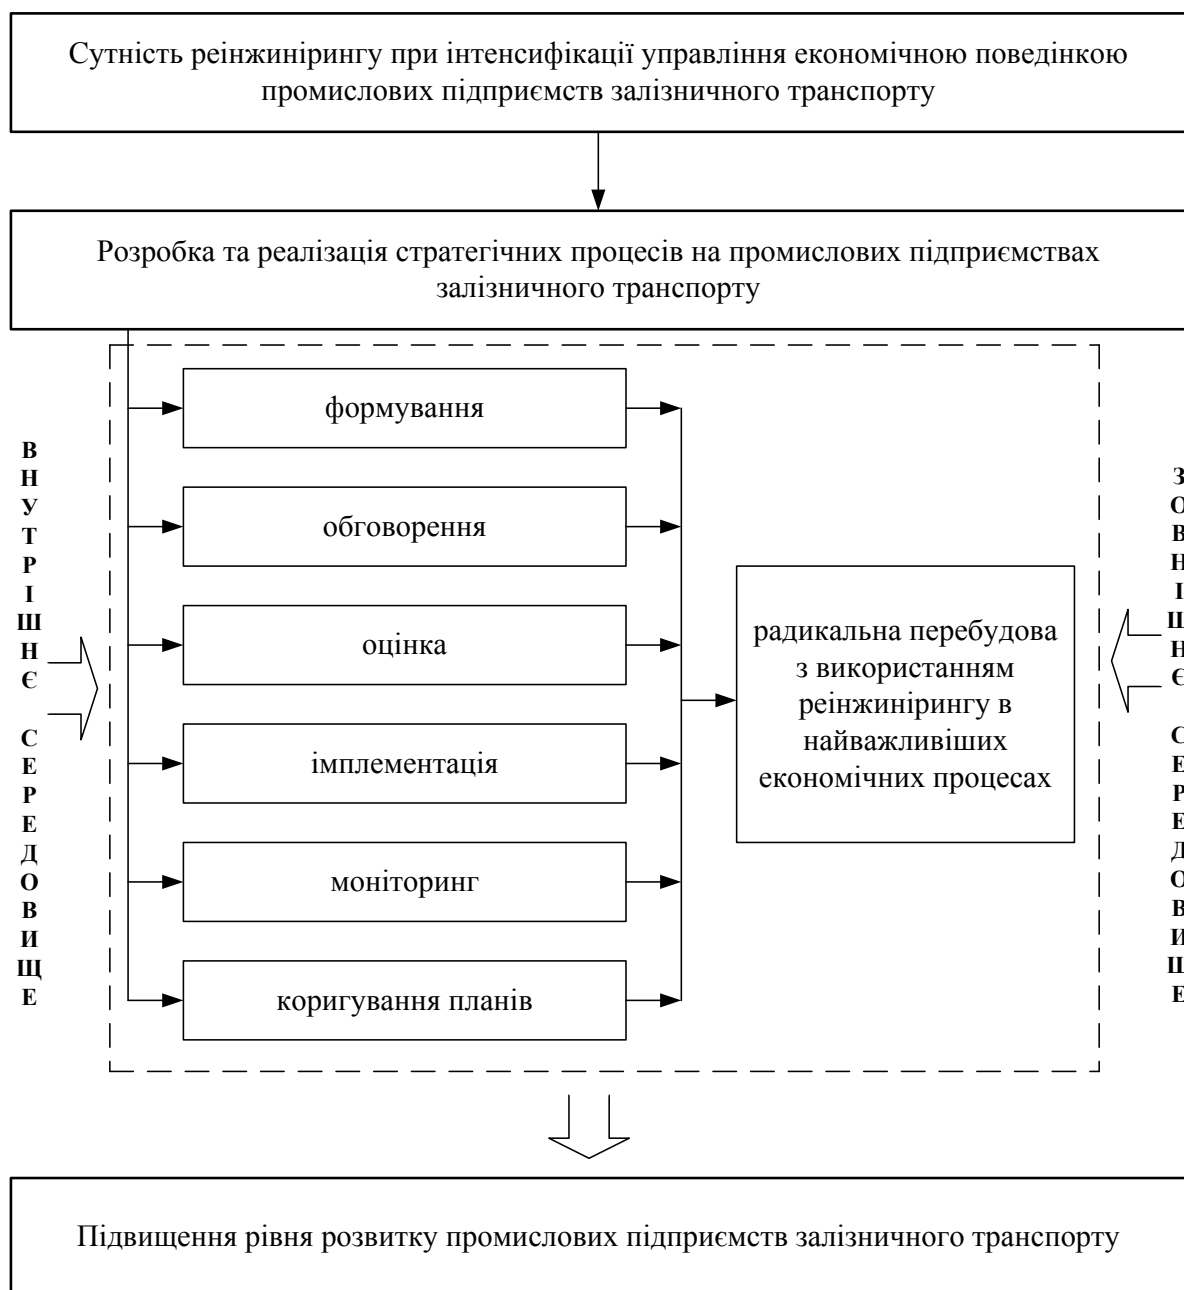 Сутність реінжинірингу при інтенсифікації управління економічною поведінкою
промислових підприємств залізничного транспорту
Розробка та реалізація стратегічних процесів на промислових підприємствах
залізничного транспорту
ВНУТРІШНЄ СЕРЕДОВИЩЕ
формування
обговорення
оцінка
імплементація
моніторинг
коригування планів
радикальна перебудова
з використанням
реінжинірингу в
найважливіших
економічних процесах
ЗОВНІШНЄ СЕРЕДОВИЩЕ
Підвищення рівня розвитку промислових підприємств залізничного транспорту